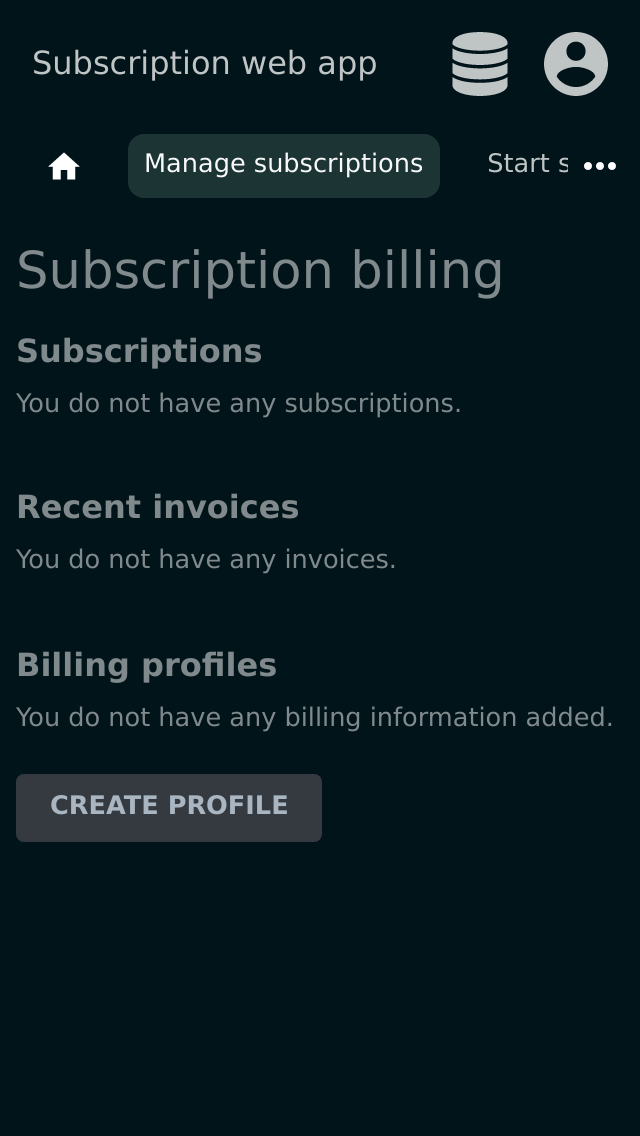 Subscription web app
Manage subscriptions
Start s
Subscription billing
Subscriptions
You do not have any subscriptions.
Recent invoices
You do not have any invoices.
Billing profiles
You do not have any billing information added.
CREATE PROFILE